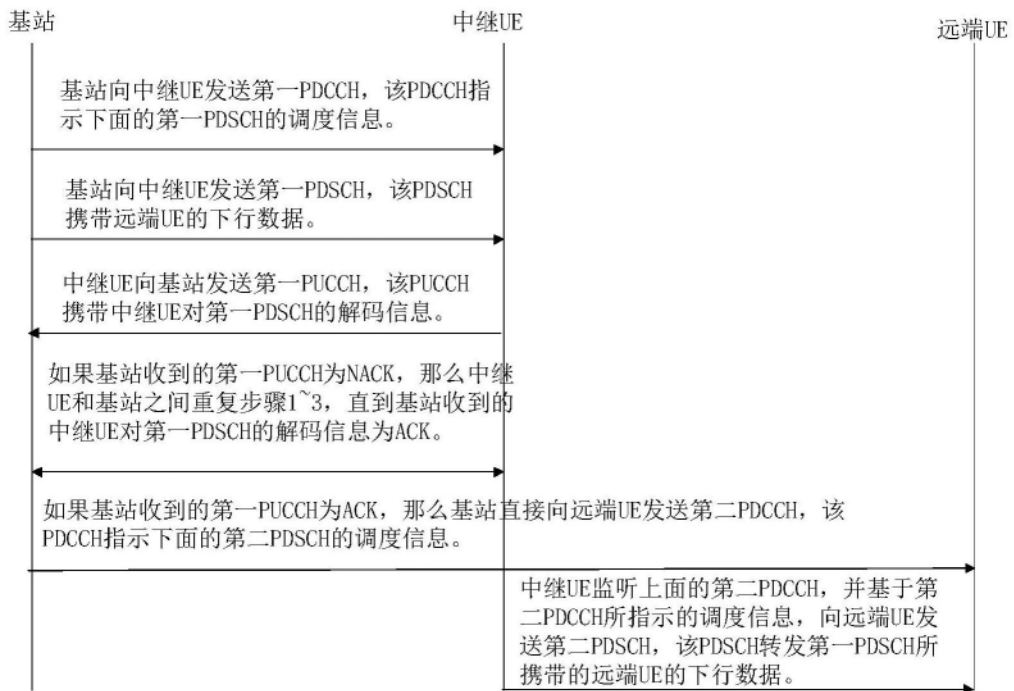 基站
中继UE
远端UE
基站向中继UE发送第一PDCCH，该PDCCH指
示下面的第一PDSCH的调度信息。
基站向中继UE发送第一PDSCH，该PDSCH
携带远端UE的下行数据。
中继UE向基站发送第一PUCCH，该PUCCH
携带中继UE对第一PDSCH的解码信息。
如果基站收到的第一PUCCH为NACK，那么中继
UE和基站之间重复步骤1~3，直到基站收到的
中继UE对第一PDSCH的解码信息为ACK。
如果基站收到的第一PUCCH为ACK，那么基站直接向远端UE发送第二PDCCH，该
PDCCH指示下面的第二PDSCH的调度信息。
中继UE监听上面的第二PDCCH，并基于第
二PDCCH所指示的调度信息，向远端UE发
送第二PDSCH，该PDSCH转发第一PDSCH所
携带的远端UE的下行数据。